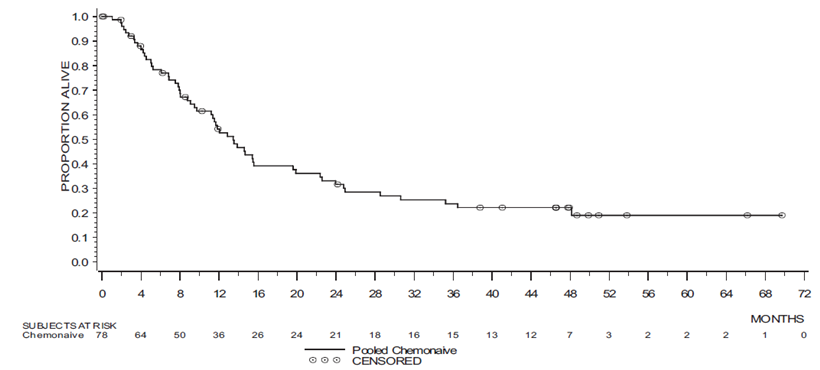 PROPORTION ALIVE
1.0
0.9
0.8
0.7
0.6
0.5
0.4
0.3
0.2
0.1
0.0
0 4 8 12 16 20 24 28 32 36 40 44 48 52 56 60 64 68 72
MONTHS
SUBJECTS AT RISK
Chemonaive 78 64 50 36 26 24 21 18 16 15 13 12 7 3 2 2 2 1 0
Pooled Chemonaive
CENSORED